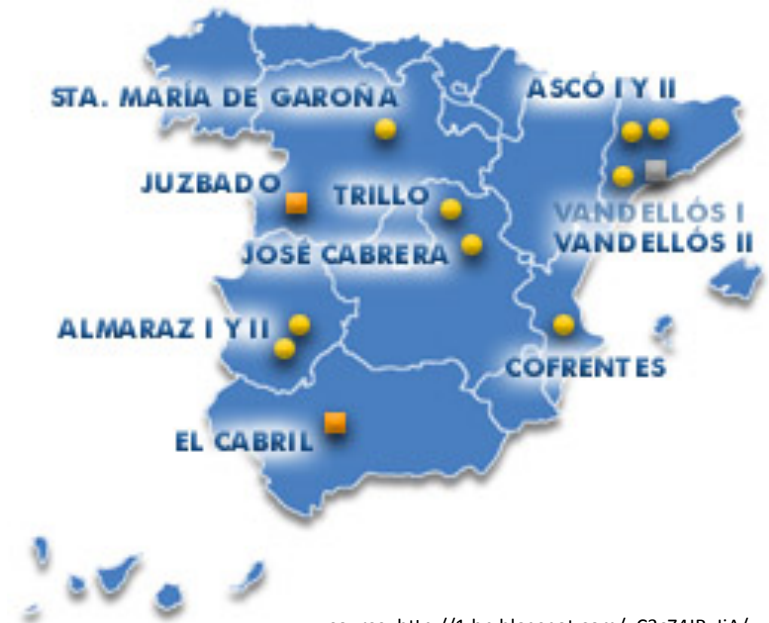 STA. MARÍA DE GAROÑA
ASCÓ I Y II
JUZBADO
TRILLO
VANDELLÓS I
VANDELLÓS II
JOSÉ CABRERA
ALMARAZ I Y II
COFRENTES
EL CABRIL